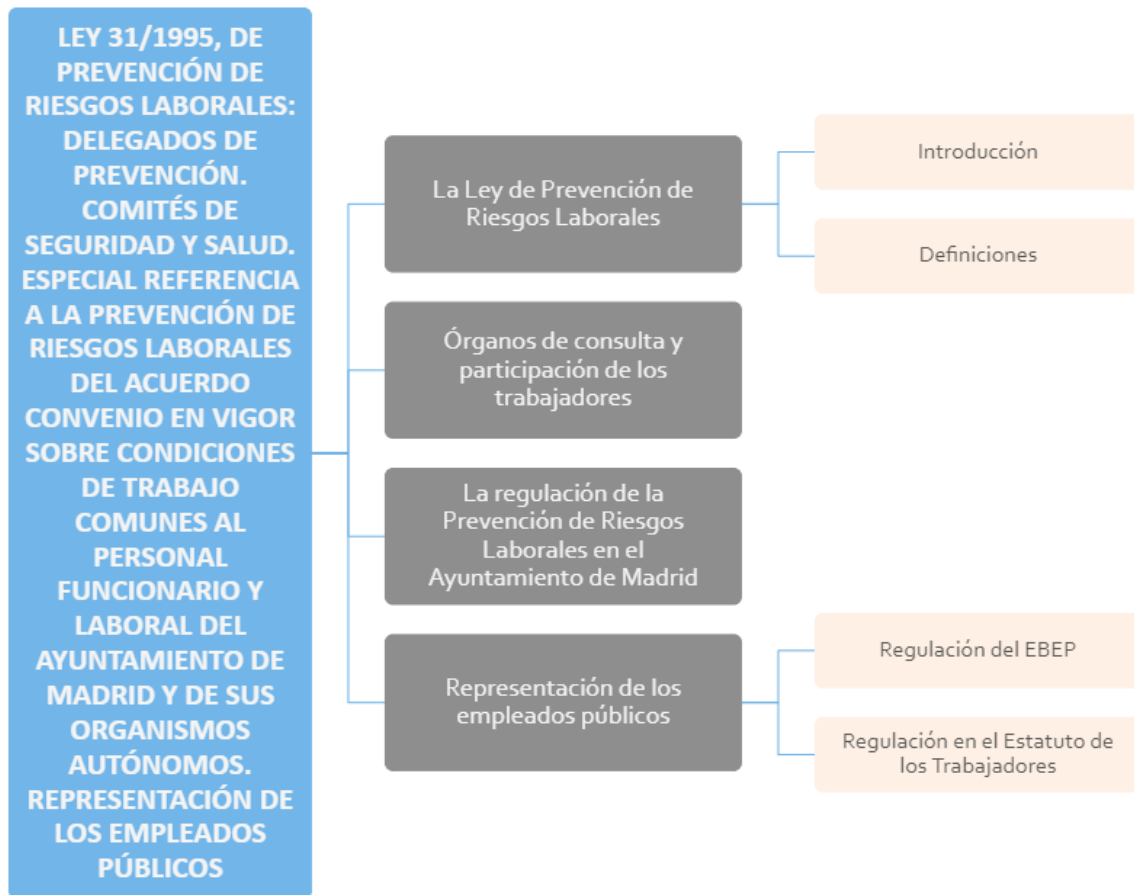 LEY 31/1995, DE
PREVENCIÓN DE
RIESGOS LABORALES:
DELEGADOS DE
PREVENCIÓN.
COMITÉS DE
SEGURIDAD Y SALUD.
ESPECIAL REFERENCIA
A LA PREVENCIÓN DE
RIESGOS LABORALES
DEL ACUERDO
CONVENIO EN VIGOR
SOBRE CONDICIONES
DE TRABAJO
COMUNES AL
PERSONAL
FUNCIONARIO Y
LABORAL DEL
AYUNTAMIENTO DE
MADRID Y DE SUS
ORGANISMOS
AUTÓNOMOS.
REPRESENTACIÓN DE
LOS EMPLEADOS
PÚBLICOS
La Ley de Prevención de
Riesgos Laborales
Introducción
Definiciones
Órganos de consulta y
participación de los
trabajadores
La regulación de la
Prevención de Riesgos
Laborales en el
Ayuntamiento de Madrid
Representación de los
empleados públicos
Regulación del EBEP
Regulación en el Estatuto de
los Trabajadores